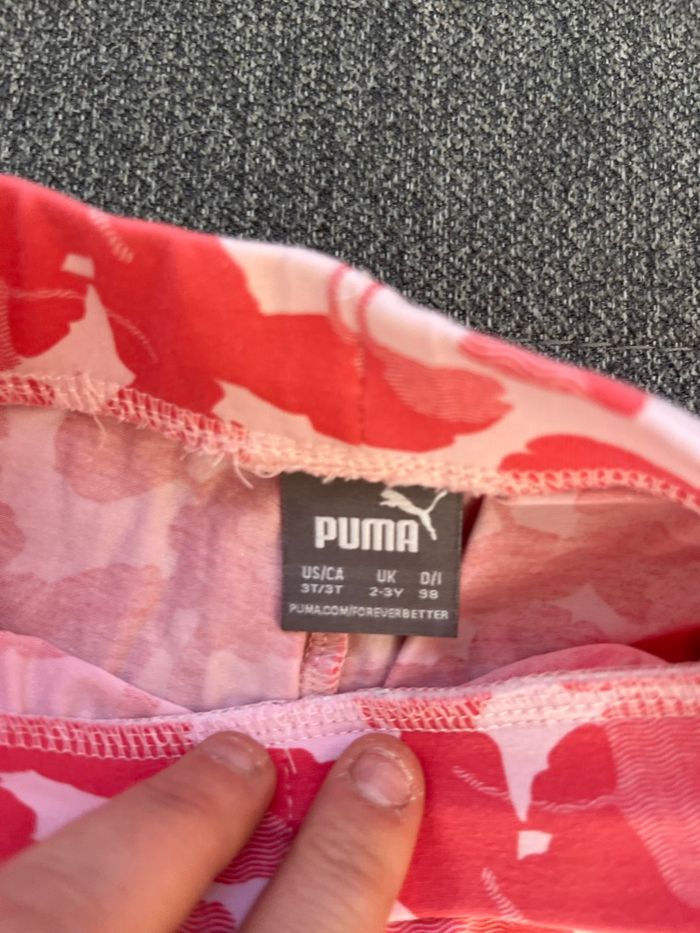 PUMA
US/CA UK D/I
3T/3T 2-3Y 98
PUMA.COM/FOREVERBETTER